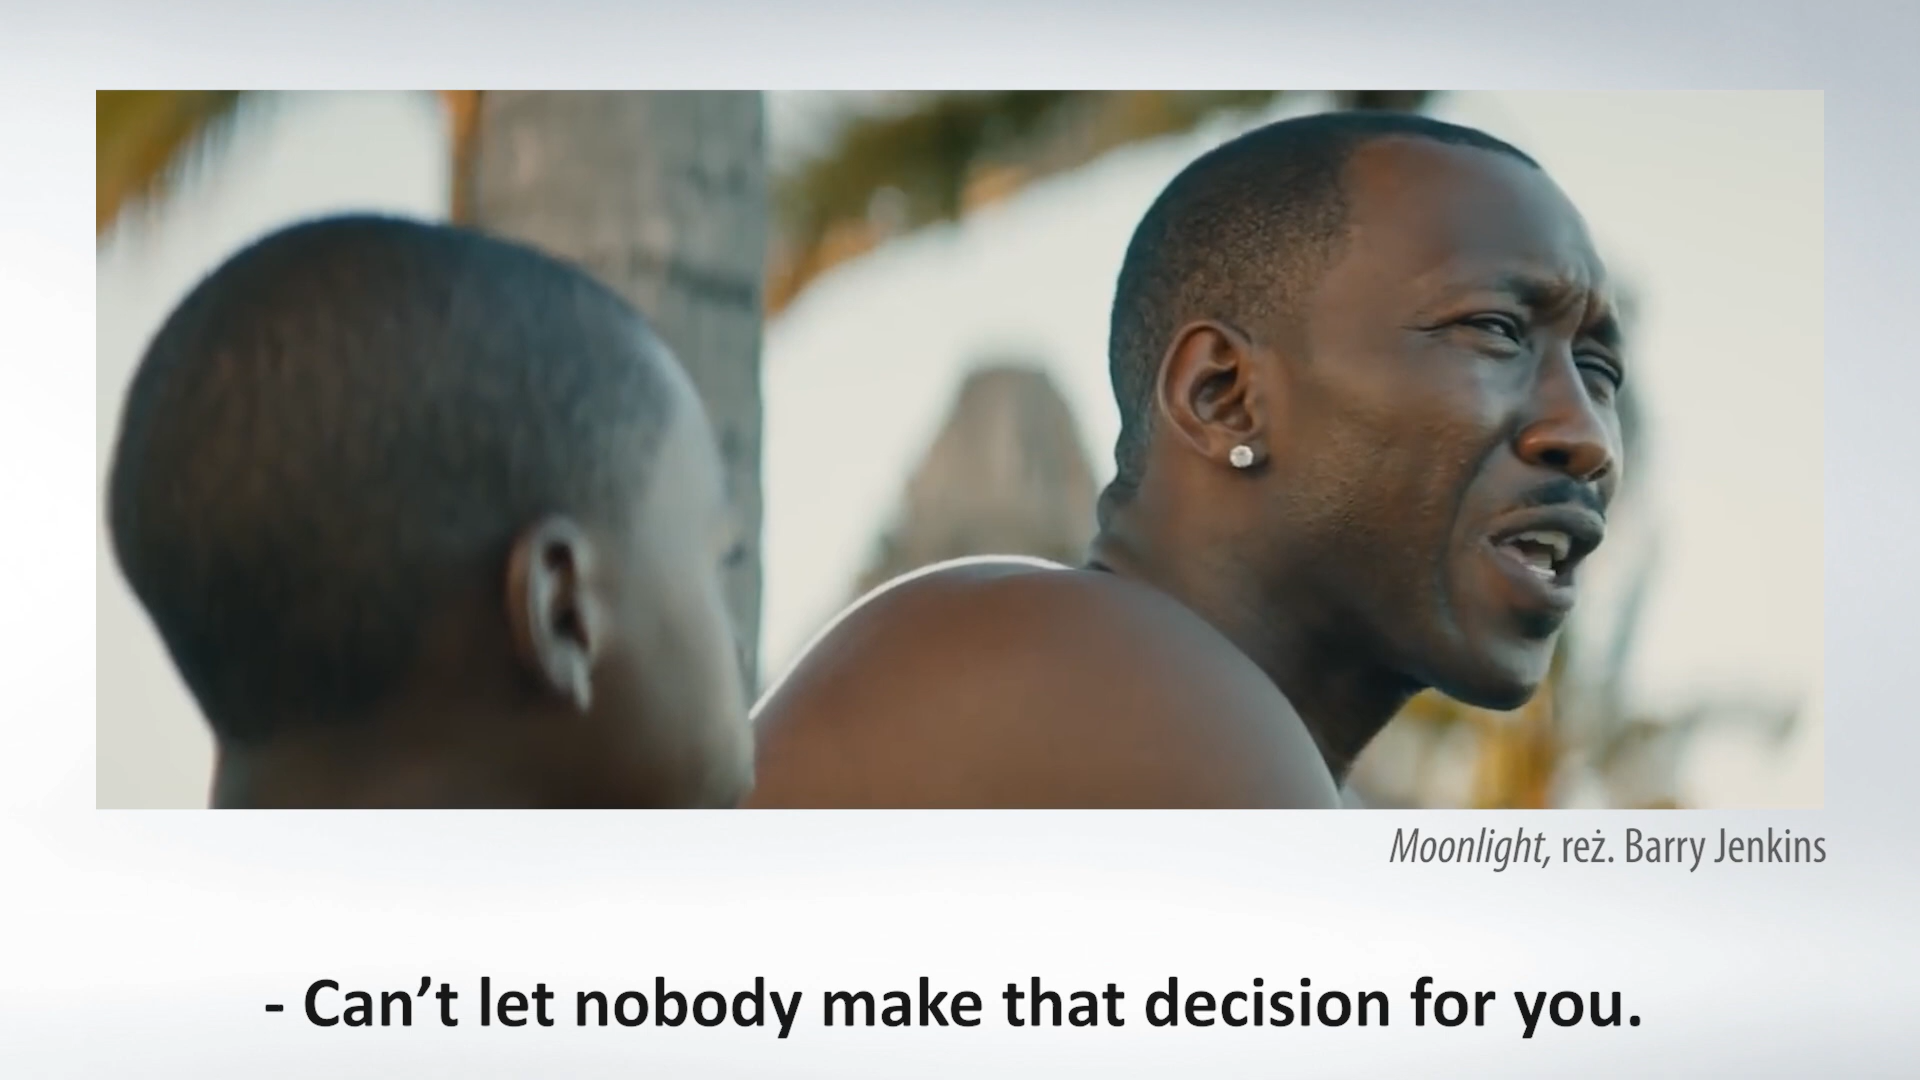 Moonlight, reż. Barry Jenkins
- Can’t let nobody make that decision for you.